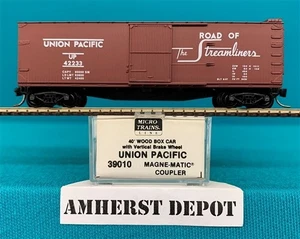 UNION PACIFIC
UP
42233
ROAD OF
The Streamliners
MICRO
TRAINS
LINE
40' WOOD BOX CAR
with Vertical Brake Wheel
UNION PACIFIC
39010 MAGNE-MATIC®
COUPLER
AMHERST DEPOT